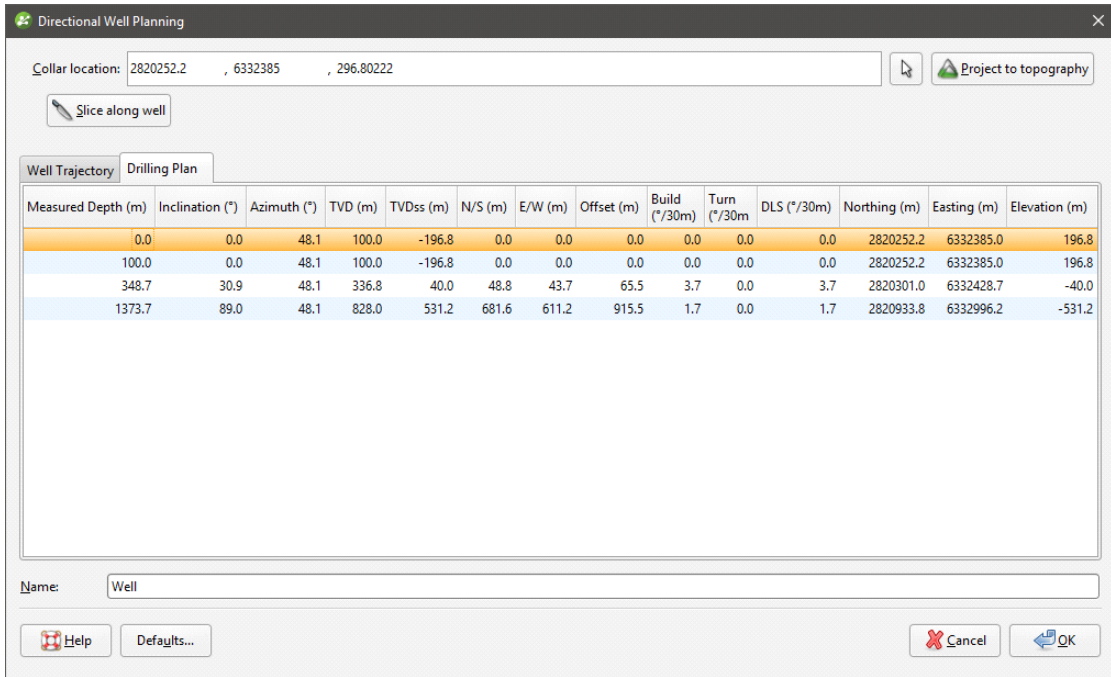 Directional Well Planning
Collar location: 2820252.2 , 6332385 , 296.80222 Project to topography
Slice along well
Well Trajectory Drilling Plan
Measured Depth (m) Inclination (°) Azimuth (°) TVD (m) TVDss (m) N/S (m) E/W (m) Offset (m) Build (°/30m) Turn (°/30m DLS (°/30m) Northing (m) Easting (m) Elevation (m)
0.0 0.0 48.1 100.0 -196.8 0.0 0.0 0.0 0.0 0.0 0.0 2820252.2 6332385.0 196.8
100.0 0.0 48.1 100.0 -196.8 0.0 0.0 0.0 0.0 0.0 0.0 2820252.2 6332385.0 196.8
348.7 30.9 48.1 336.8 40.0 48.8 43.7 65.5 3.7 0.0 3.7 2820301.0 6332428.7 -40.0
1373.7 89.0 48.1 828.0 531.2 681.6 611.2 915.5 1.7 0.0 1.7 2820933.8 6332996.2 -531.2
Name: Well
Help Defaults... Cancel OK